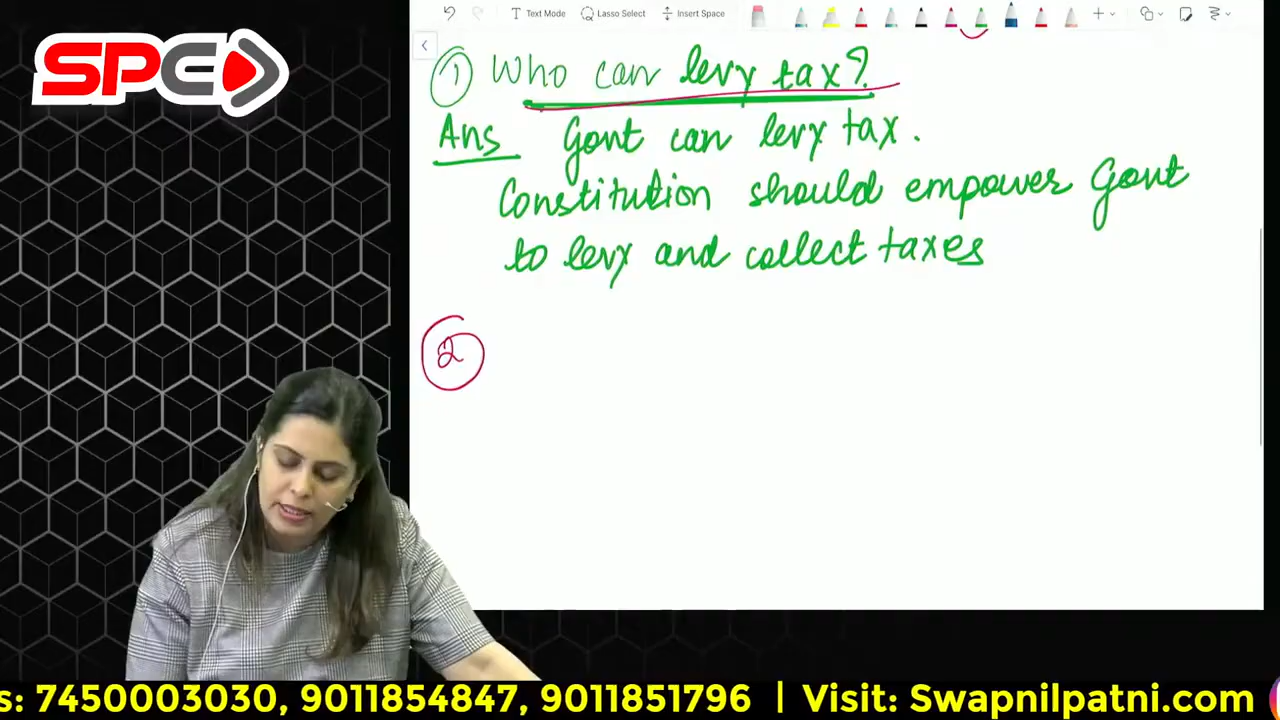 Text Mode
Lasso Select
Insert Space
SPC
① Who can levy tax?
Ans Govt can levy tax.
Constitution should empower Govt
to levy and collect taxes
②
s: 7450003030, 9011854847, 9011851796 | Visit: Swapnilpatni.com